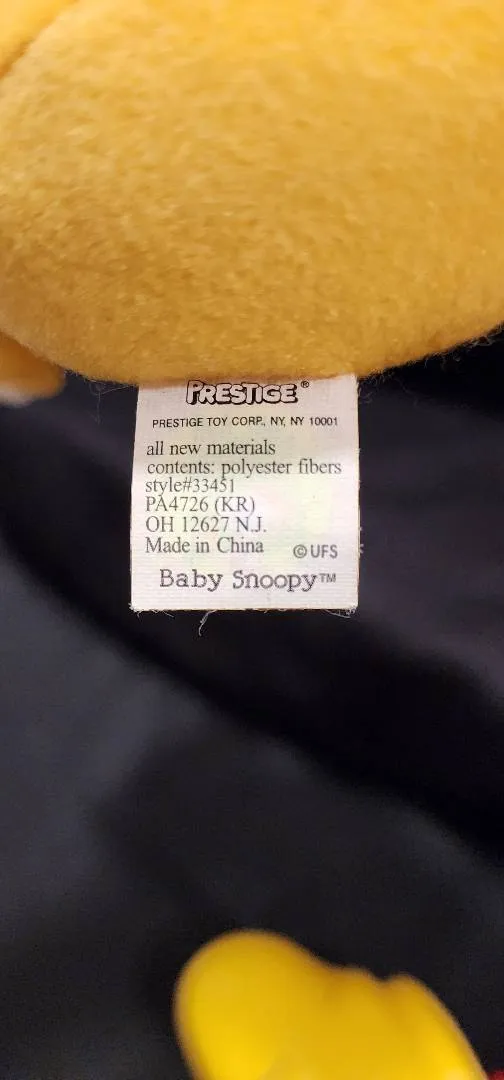 PRESTIGE®
PRESTIGE TOY CORP., NY, NY 10001
all new materials
contents: polyester fibers
style#33451
PA4726 (KR)
OH 12627 N.J.
Made in China ©UFS
Baby Snoopy™